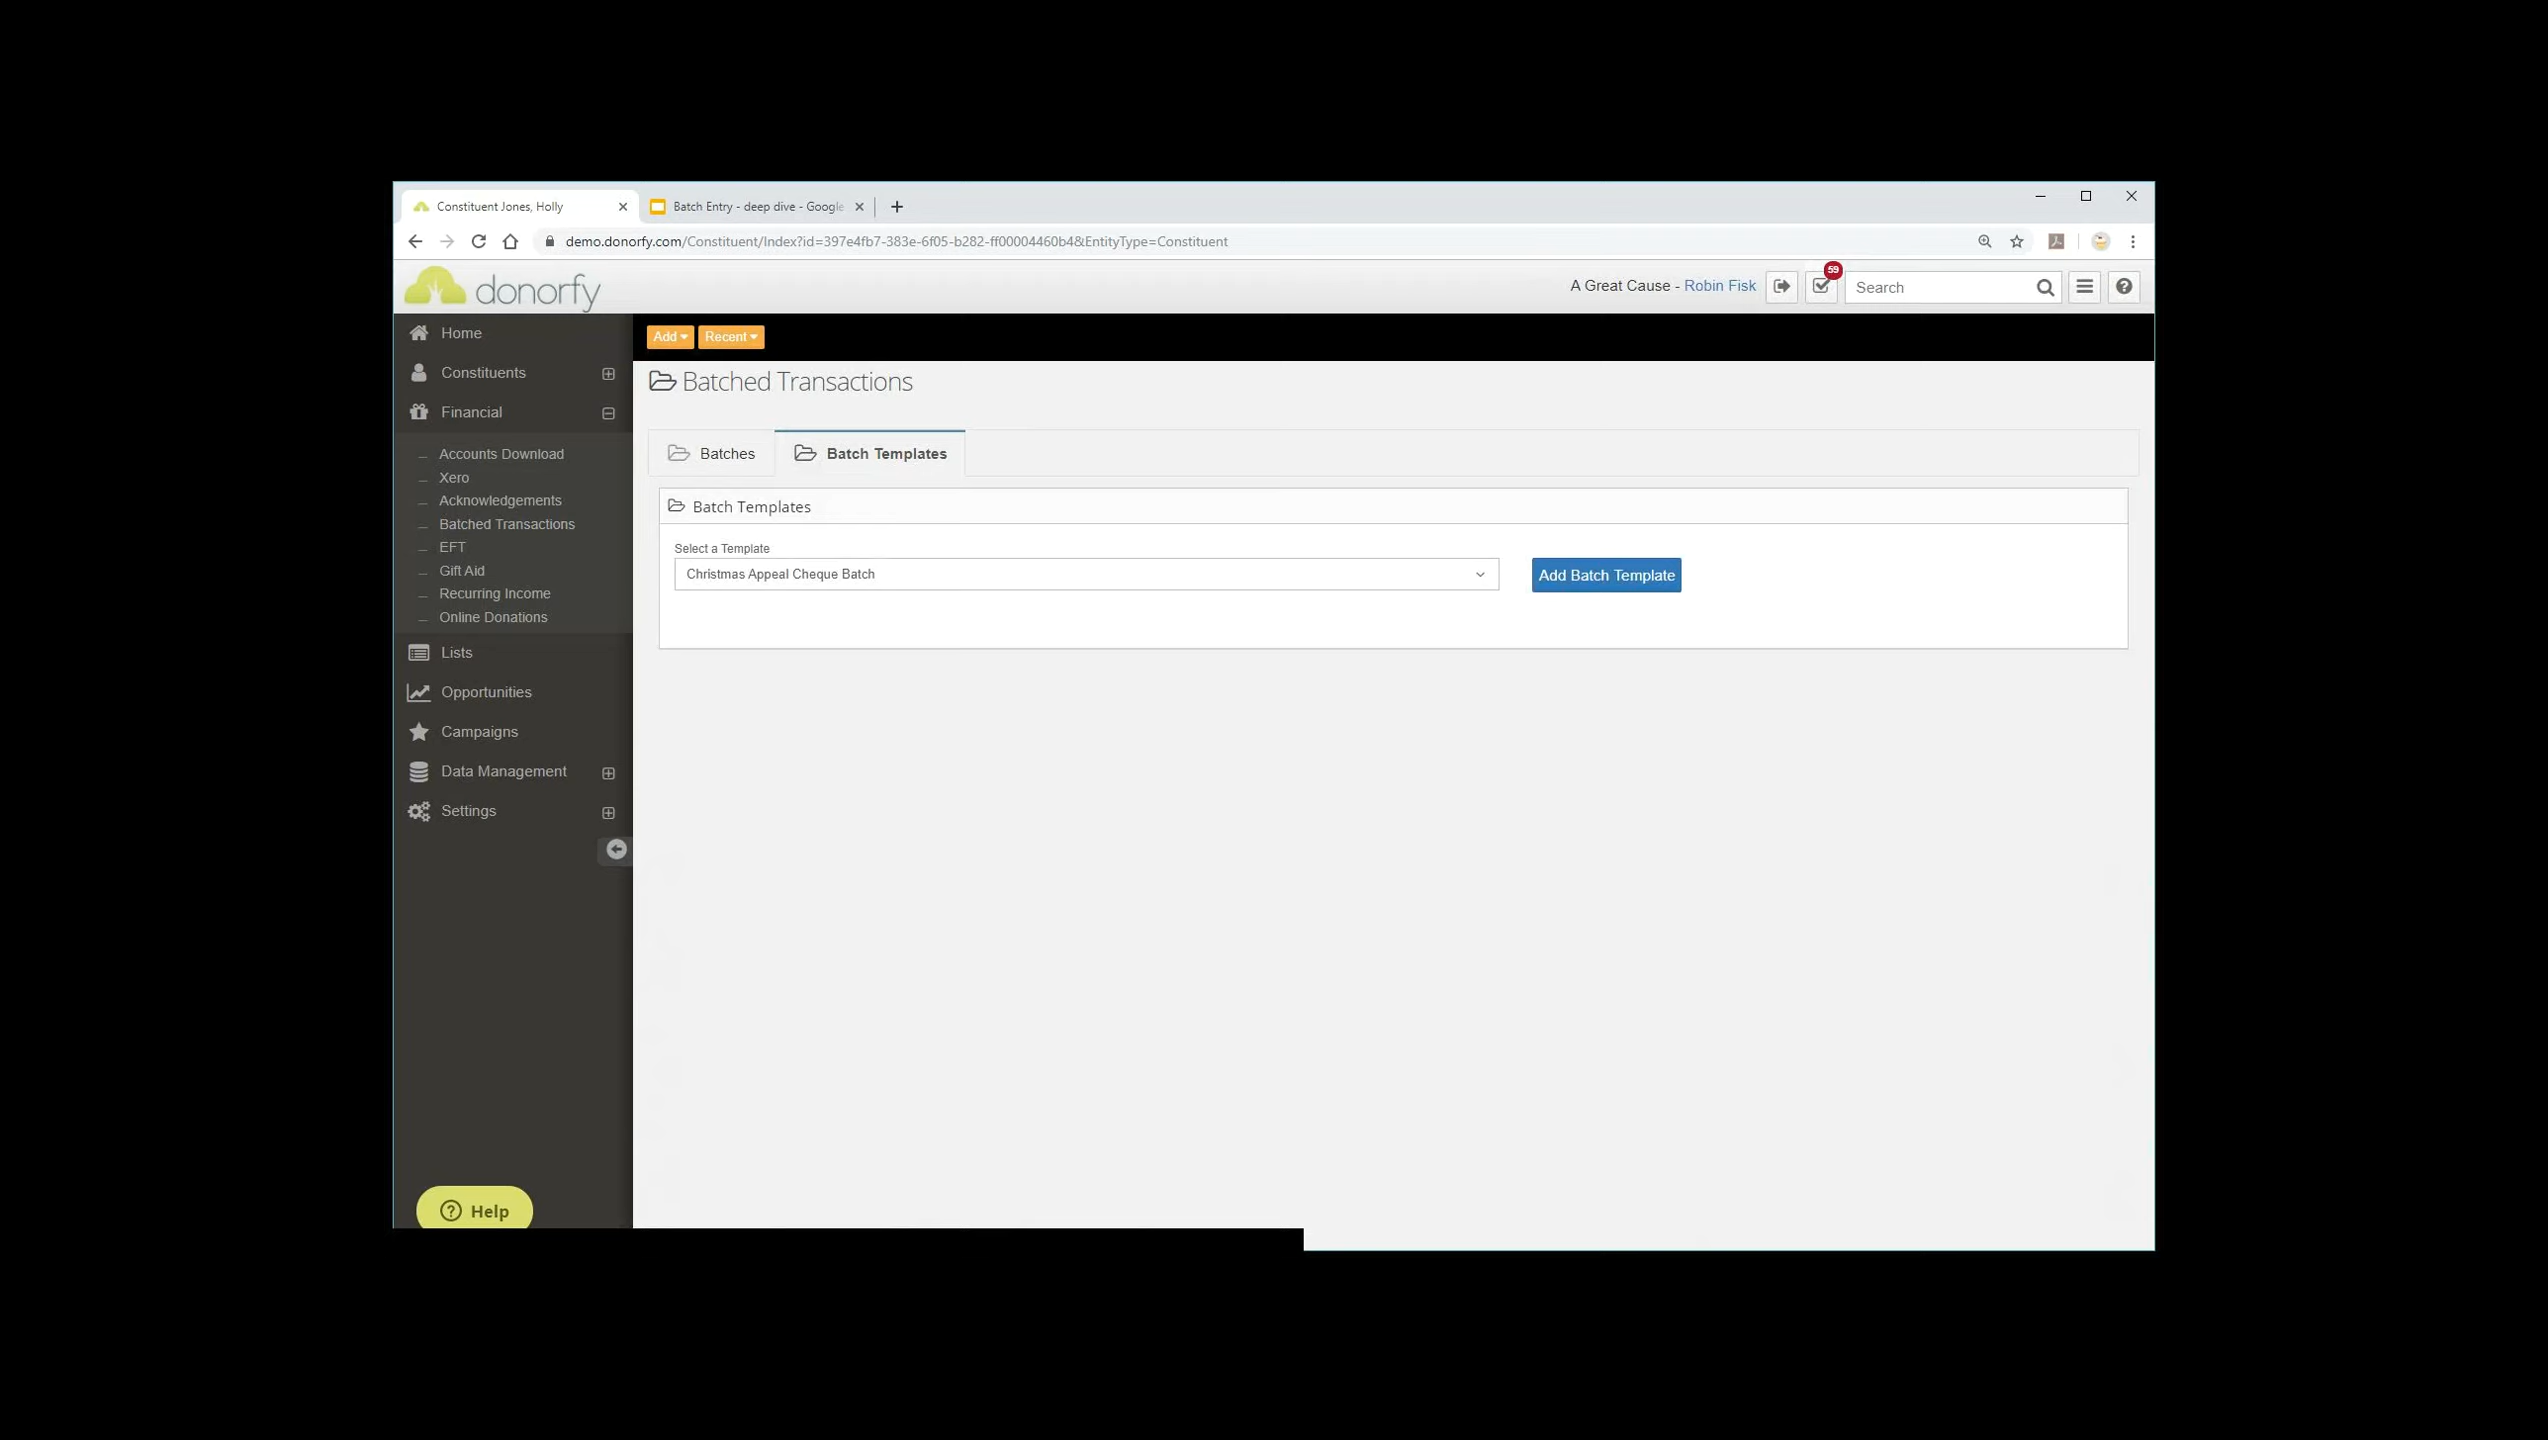 Constituent Jones, Holly
Batch Entry - deep dive - Google
demo.donorfy.com/Constituent/Index?id=397e4fb7-383e-6f05-b282-ff00004460b4&EntityType=Constituent
donorfy
A Great Cause - Robin Fisk
59
Search
Home
Constituents
Financial
Accounts Download
Xero
Acknowledgements
Batched Transactions
EFT
Gift Aid
Recurring Income
Online Donations
Lists
Opportunities
Campaigns
Data Management
Settings
Help
Add
Recent
Batched Transactions
Batches
Batch Templates
Batch Templates
Select a Template
Christmas Appeal Cheque Batch
Add Batch Template